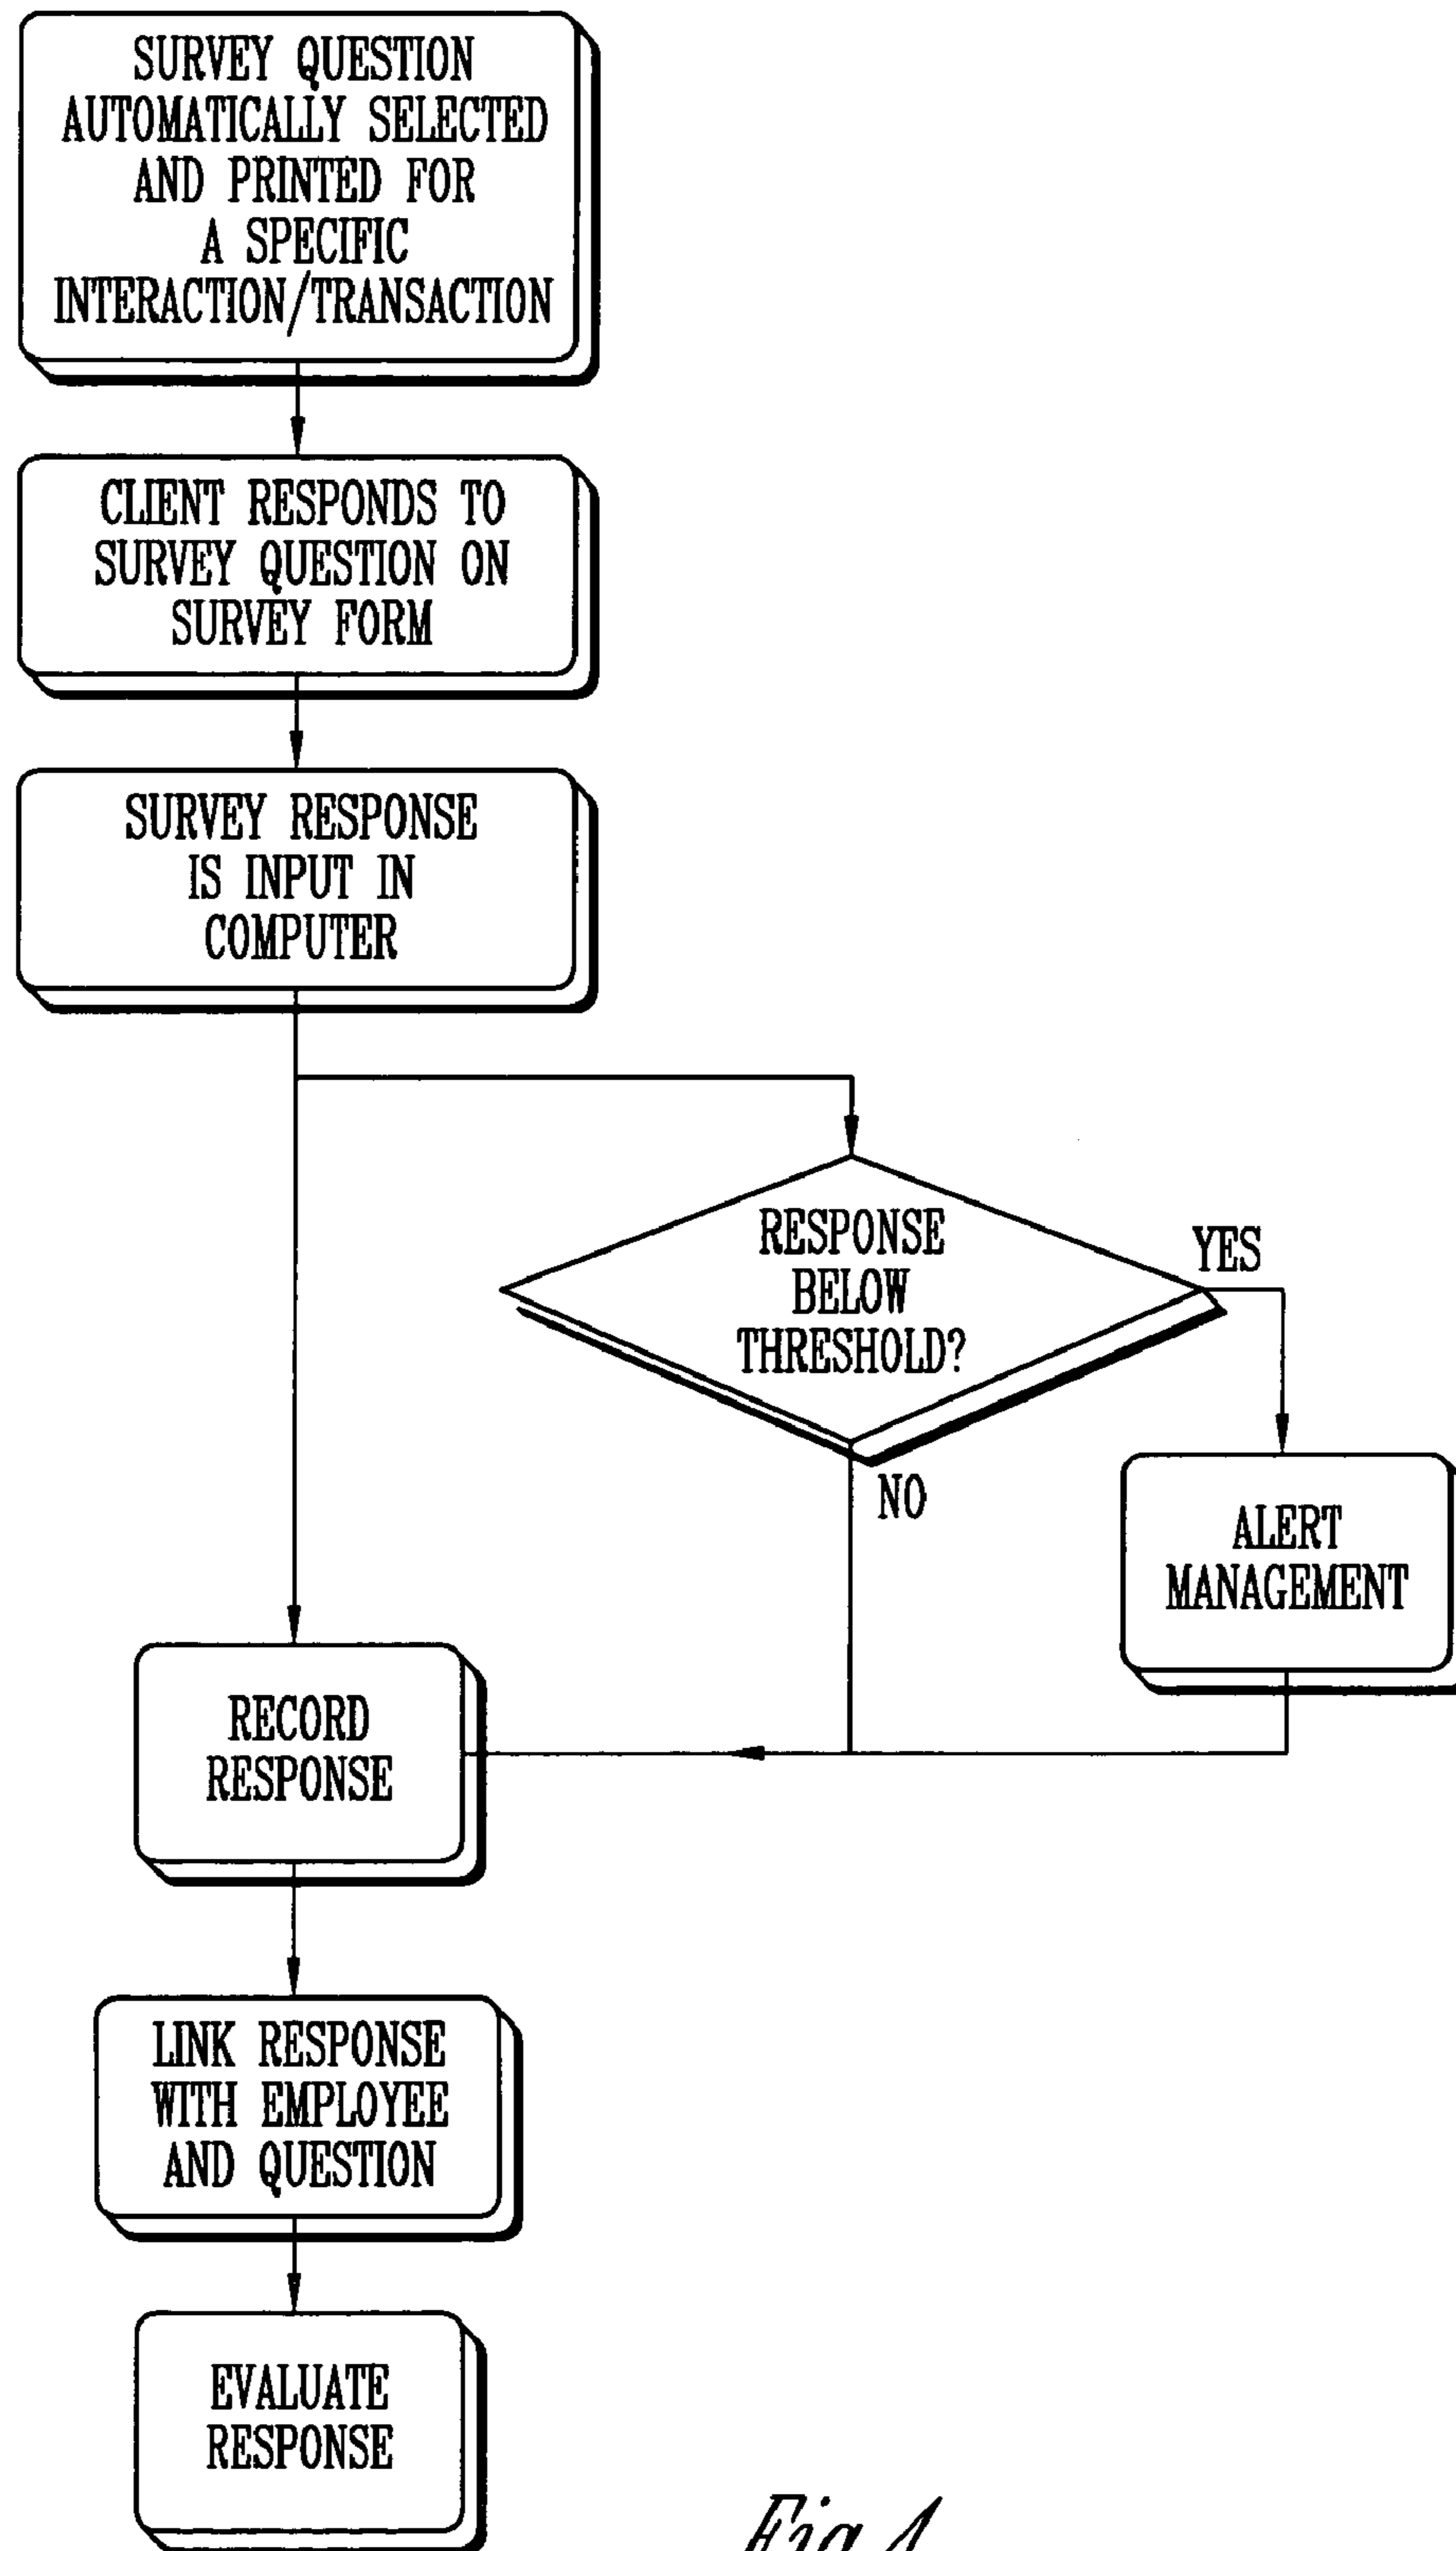 SURVEY QUESTION
AUTOMATICALLY SELECTED
AND PRINTED FOR
A SPECIFIC
INTERACTION/TRANSACTION
CLIENT RESPONDS TO
SURVEY QUESTION ON
SURVEY FORM
SURVEY RESPONSE
IS INPUT IN
COMPUTER
RESPONSE
BELOW
THRESHOLD?
YES
NO
ALERT
MANAGEMENT
RECORD
RESPONSE
LINK RESPONSE
WITH EMPLOYEE
AND QUESTION
EVALUATE
RESPONSE
Fig. 1